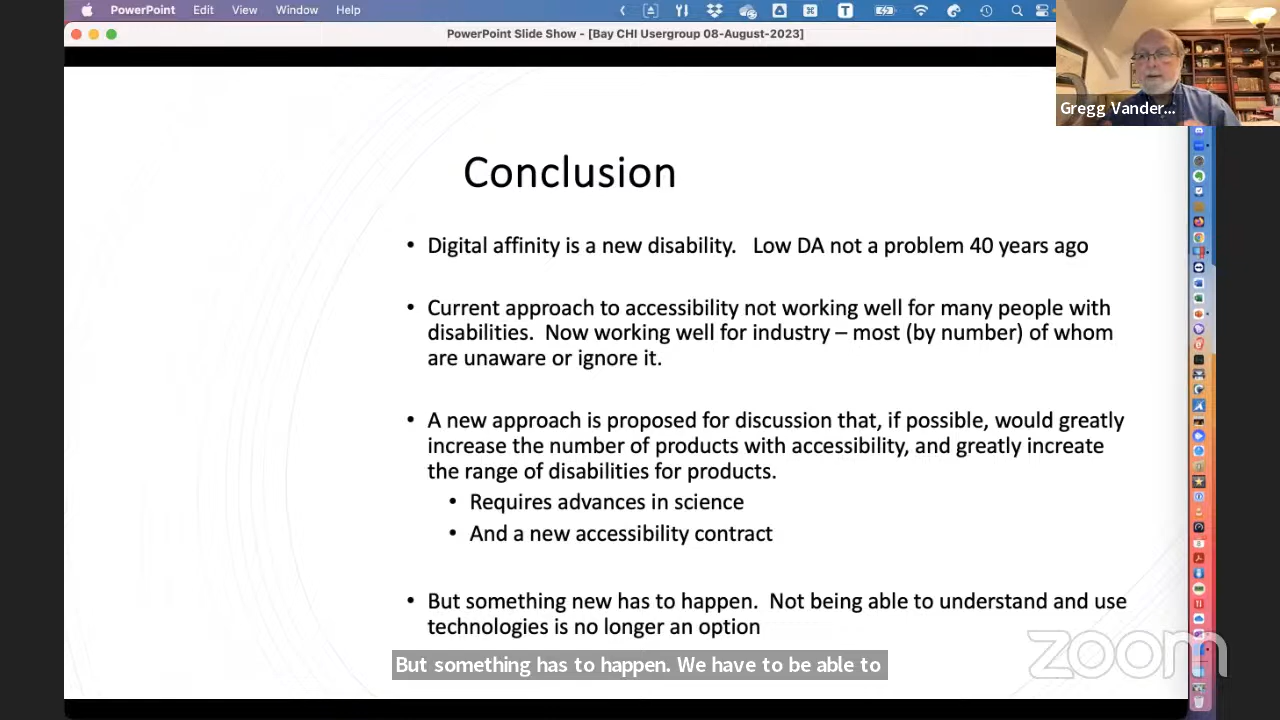 PowerPoint Edit View Window Help
PowerPoint Slide Show - [Bay CHI Usergroup 08-August-2023]
Gregg Vander...
Conclusion
• Digital affinity is a new disability. Low DA not a problem 40 years ago
• Current approach to accessibility not working well for many people with
disabilities. Now working well for industry – most (by number) of whom
are unaware or ignore it.
• A new approach is proposed for discussion that, if possible, would greatly
increase the number of products with accessibility, and greatly increate
the range of disabilities for products.
• Requires advances in science
• And a new accessibility contract
• But something new has to happen. Not being able to understand and use
technologies is no longer an option
But something has to happen. We have to be able to
zoom